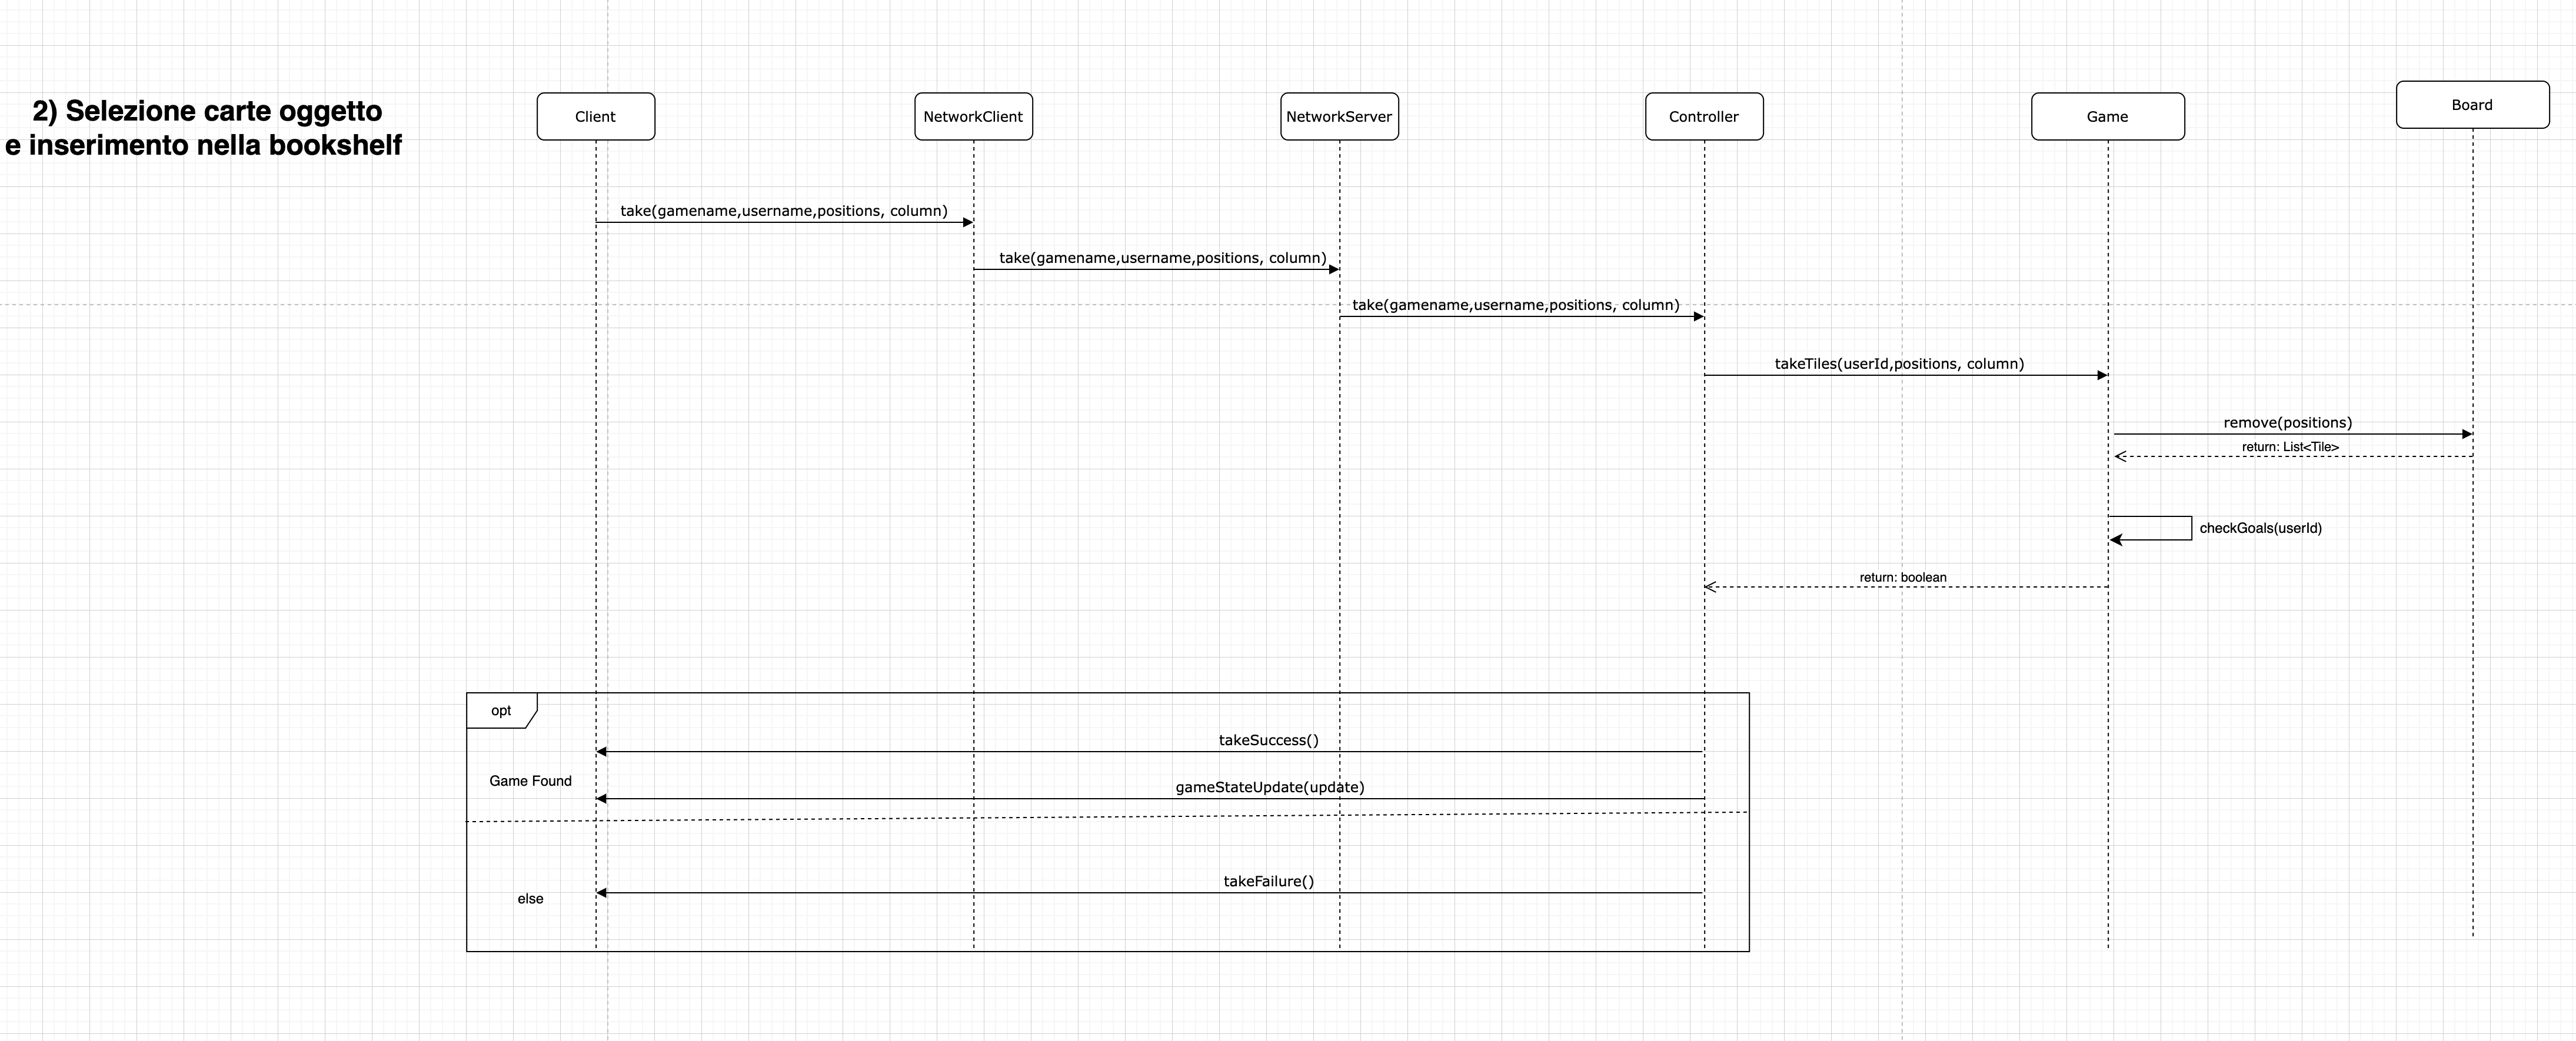 2) Selezione carte oggetto
e inserimento nella bookshelf
Client
NetworkClient
NetworkServer
Controller
Game
Board
take(gamename,username,positions, column)
take(gamename,username,positions, column)
take(gamename,username,positions, column)
takeTiles(userId,positions, column)
remove(positions)
return: List<Tile>
checkGoals(userId)
return: boolean
opt
takeSuccess()
Game Found
gameStateUpdate(update)
takeFailure()
else